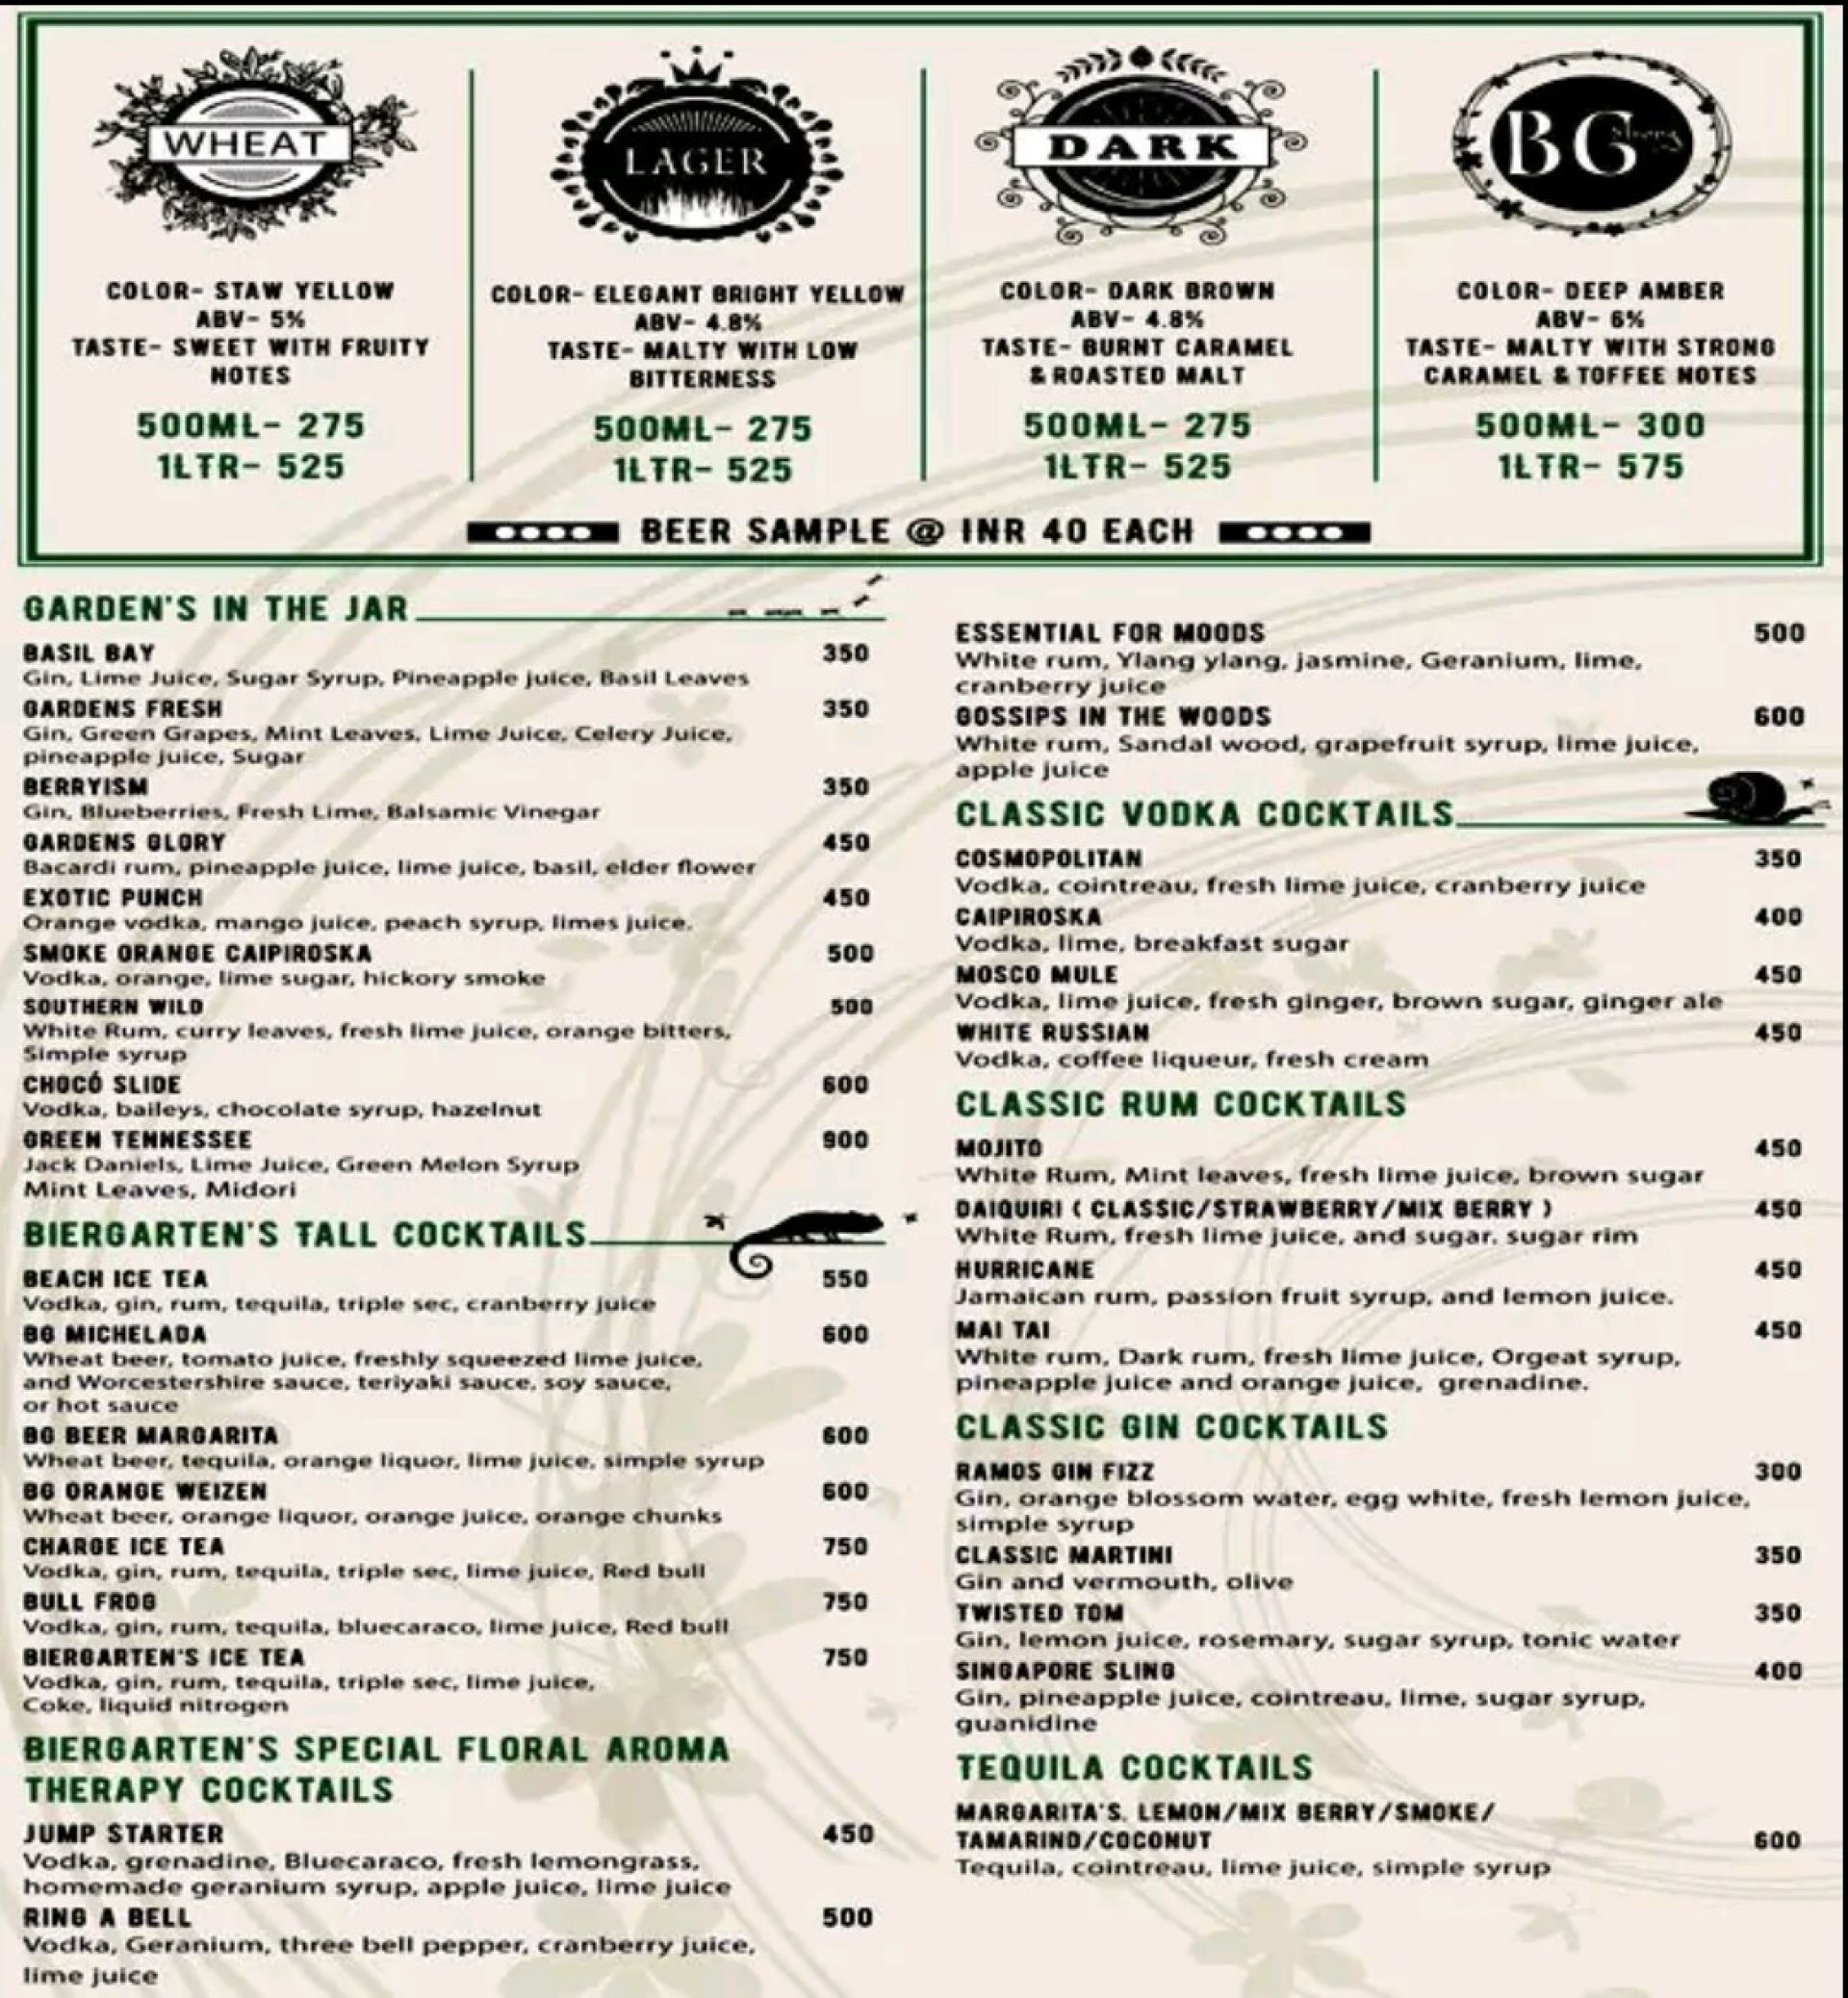 WHEAT
COLOR- STAW YELLOW
ABV- 5%
TASTE- SWEET WITH FRUITY
NOTES
500ML- 275
1LTR- 525
LAGER
COLOR- ELEGANT BRIGHT YELLOW
ABV- 4.8%
TASTE- MALTY WITH LOW
BITTERNESS
500ML- 275
1LTR- 525
DARK
COLOR- DARK BROWN
ABV- 4.8%
TASTE- BURNT CARAMEL
& ROASTED MALT
500ML- 275
1LTR- 525
BG
COLOR- DEEP AMBER
ABV- 6%
TASTE- MALTY WITH STRONG
CARAMEL & TOFFEE NOTES
500ML- 300
1LTR- 575
BEER SAMPLE @ INR 40 EACH
GARDEN'S IN THE JAR
BASIL BAY 350
Gin, Lime Juice, Sugar Syrup, Pineapple juice, Basil Leaves
GARDENS FRESH 350
Gin, Green Grapes, Mint Leaves, Lime Juice, Celery Juice,
pineapple juice, Sugar
BERRYISM 350
Gin, Blueberries, Fresh Lime, Balsamic Vinegar
GARDENS GLORY 450
Bacardi rum, pineapple juice, lime juice, basil, elder flower
EXOTIC PUNCH 450
Orange vodka, mango juice, peach syrup, limes juice.
SMOKE ORANGE CAIPIROSKA 500
Vodka, orange, lime sugar, hickory smoke
SOUTHERN WILD 500
White Rum, curry leaves, fresh lime juice, orange bitters,
Simple syrup
CHOCÓ SLIDE 600
Vodka, baileys, chocolate syrup, hazelnut
GREEN TENNESSEE 900
Jack Daniels, Lime Juice, Green Melon Syrup
Mint Leaves, Midori
BIERGARTEN'S TALL COCKTAILS
BEACH ICE TEA 550
Vodka, gin, rum, tequila, triple sec, cranberry juice
BG MICHELADA 600
Wheat beer, tomato juice, freshly squeezed lime juice,
and Worcestershire sauce, teriyaki sauce, soy sauce,
or hot sauce
BG BEER MARGARITA 600
Wheat beer, tequila, orange liquor, lime juice, simple syrup
BG ORANGE WEIZEN 600
Wheat beer, orange liquor, orange juice, orange chunks
CHARGE ICE TEA 750
Vodka, gin, rum, tequila, triple sec, lime juice, Red bull
BULL FROG 750
Vodka, gin, rum, tequila, bluecaraco, lime juice, Red bull
BIERGARTEN'S ICE TEA 750
Vodka, gin, rum, tequila, triple sec, lime juice,
Coke, liquid nitrogen
BIERGARTEN'S SPECIAL FLORAL AROMA
THERAPY COCKTAILS
JUMP STARTER 450
Vodka, grenadine, Bluecaraco, fresh lemongrass,
homemade geranium syrup, apple juice, lime juice
RING A BELL 500
Vodka, Geranium, three bell pepper, cranberry juice,
lime juice
ESSENTIAL FOR MOODS 500
White rum, Ylang ylang, jasmine, Geranium, lime,
cranberry juice
GOSSIPS IN THE WOODS 600
White rum, Sandal wood, grapefruit syrup, lime juice,
apple juice
CLASSIC VODKA COCKTAILS
COSMOPOLITAN 350
Vodka, cointreau, fresh lime juice, cranberry juice
CAIPIROSKA 400
Vodka, lime, breakfast sugar
MOSCO MULE 450
Vodka, lime juice, fresh ginger, brown sugar, ginger ale
WHITE RUSSIAN 450
Vodka, coffee liqueur, fresh cream
CLASSIC RUM COCKTAILS
MOJITO 450
White Rum, Mint leaves, fresh lime juice, brown sugar
DAIQUIRI ( CLASSIC/STRAWBERRY/MIX BERRY ) 450
White Rum, fresh lime juice, and sugar. sugar rim
HURRICANE 450
Jamaican rum, passion fruit syrup, and lemon juice.
MAI TAI 450
White rum, Dark rum, fresh lime juice, Orgeat syrup,
pineapple juice and orange juice, grenadine.
CLASSIC GIN COCKTAILS
RAMOS GIN FIZZ 300
Gin, orange blossom water, egg white, fresh lemon juice,
simple syrup
CLASSIC MARTINI 350
Gin and vermouth, olive
TWISTED TOM 350
Gin, lemon juice, rosemary, sugar syrup, tonic water
SINGAPORE SLING 400
Gin, pineapple juice, cointreau, lime, sugar syrup,
guanidine
TEQUILA COCKTAILS
MARGARITA'S. LEMON/MIX BERRY/SMOKE/
TAMARIND/COCONUT 600
Tequila, cointreau, lime juice, simple syrup